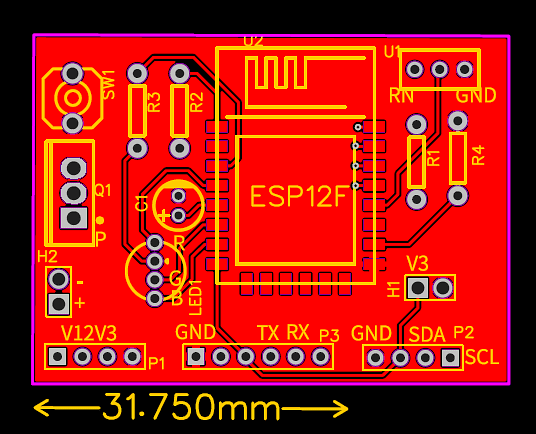 U2
U1
SW1
RN
GND
R3
R2
R1
R4
ESP12F
Q1
C1
+
P
R
G
B
LED1
H2
-
+
V3
H1
V12V3
P1
GND
TX
RX
P3
GND
SDA
P2
SCL
31.750mm